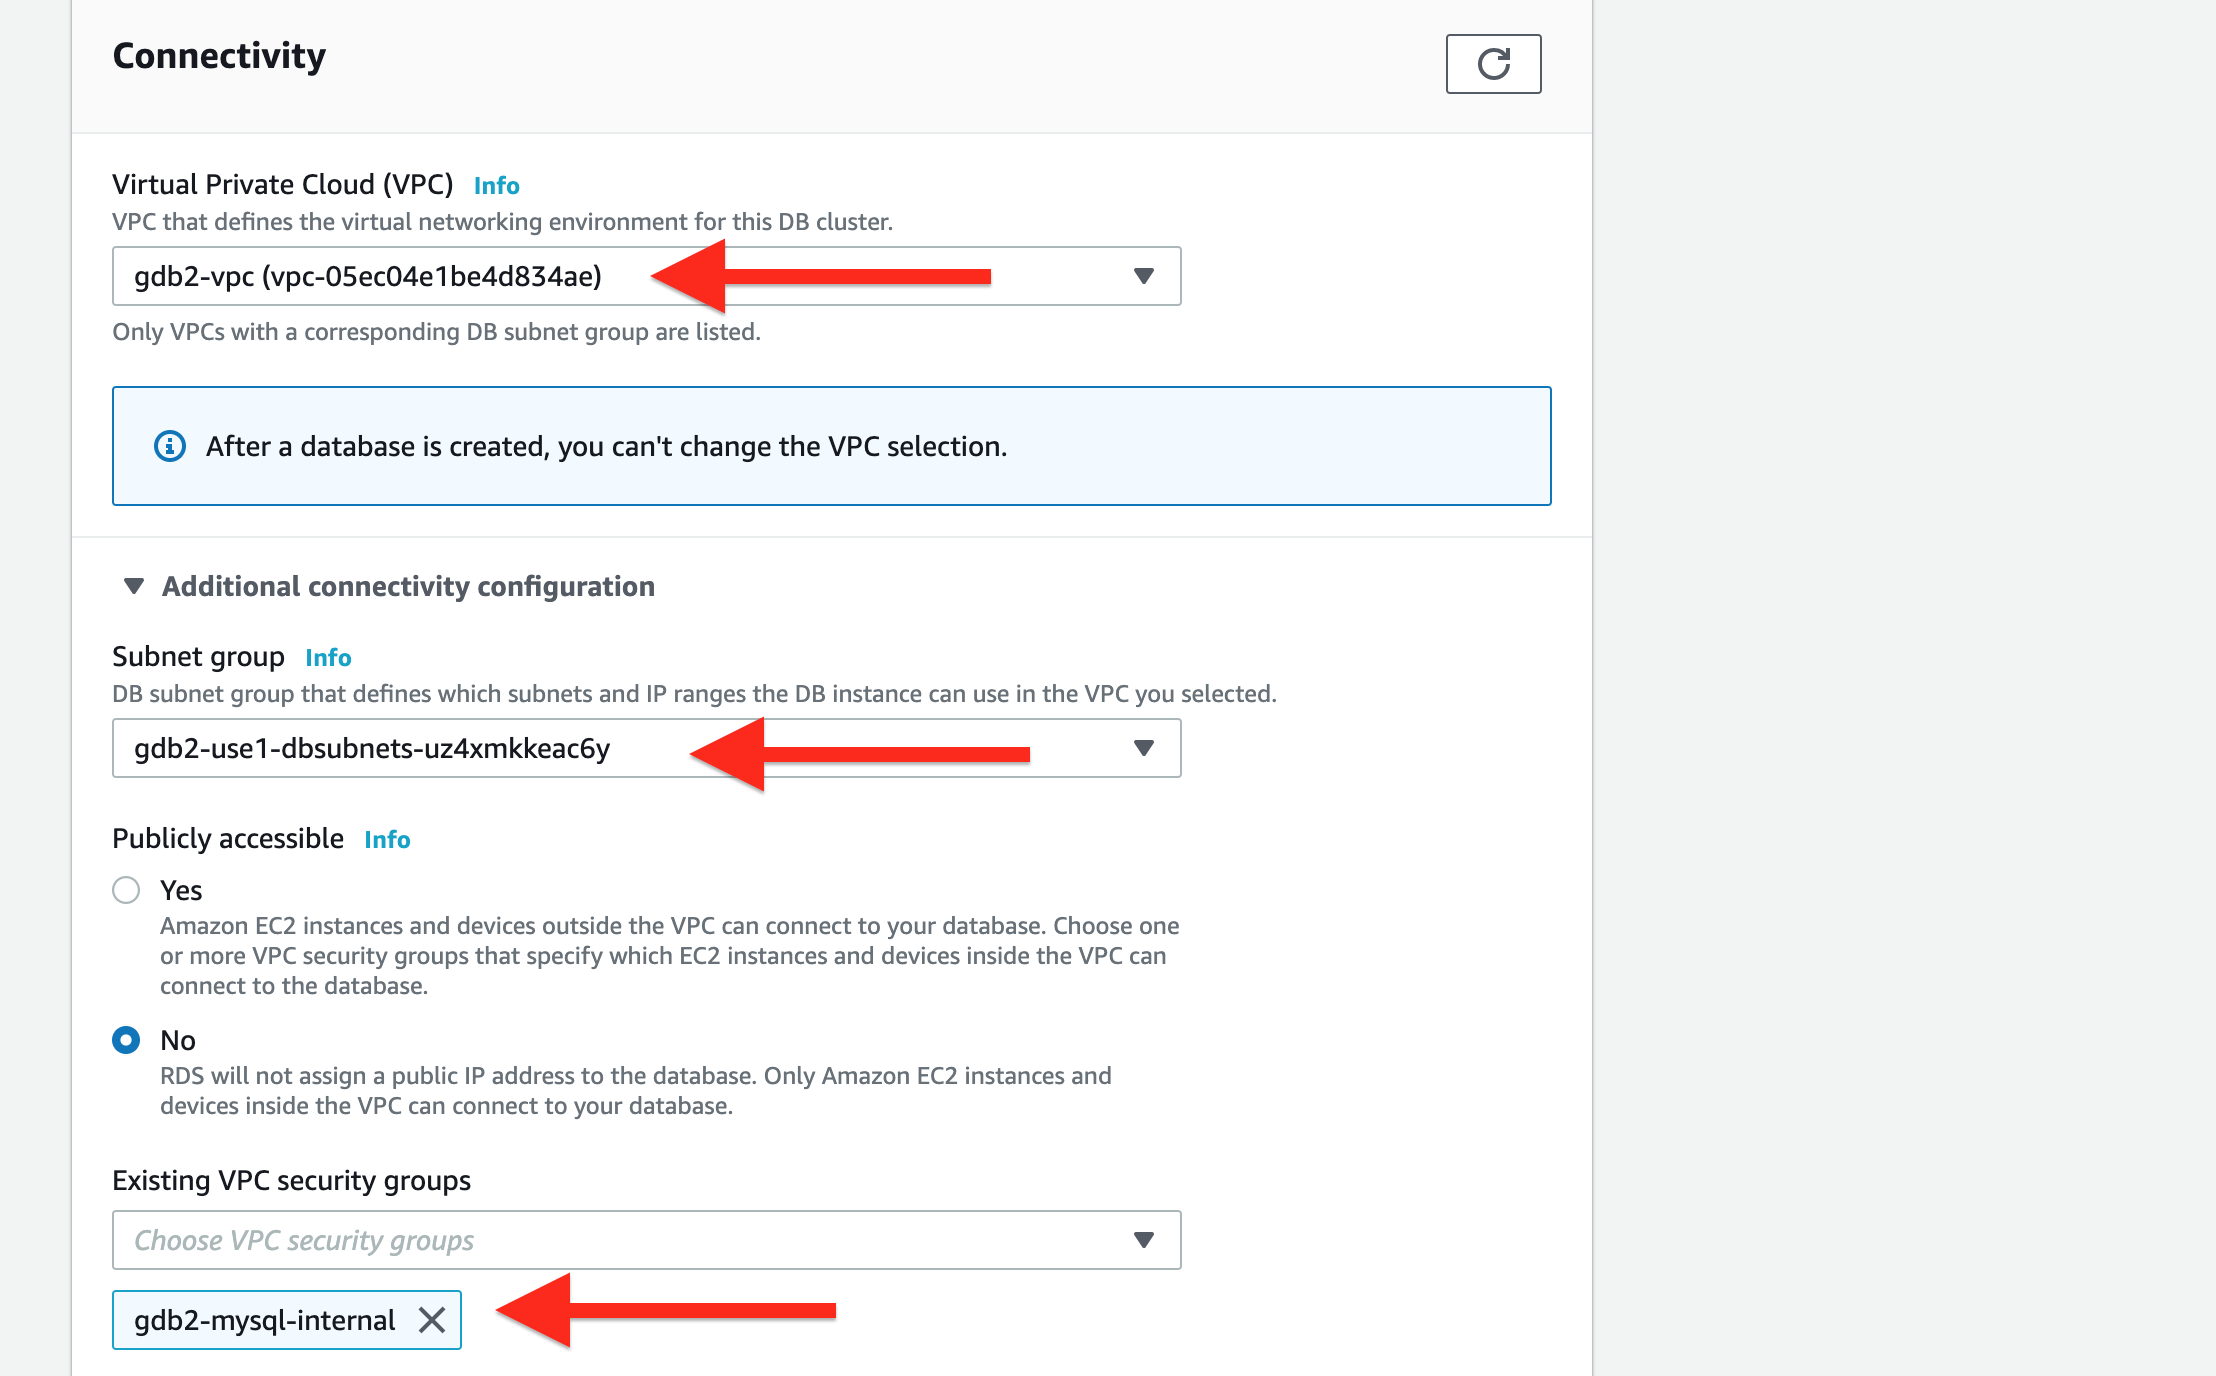 Connectivity
Virtual Private Cloud (VPC) Info
VPC that defines the virtual networking environment for this DB cluster.
gdb2-vpc (vpc-05ec04e1be4d834ae)
Only VPCs with a corresponding DB subnet group are listed.
After a database is created, you can't change the VPC selection.
Additional connectivity configuration
Subnet group Info
DB subnet group that defines which subnets and IP ranges the DB instance can use in the VPC you selected.
gdb2-use1-dbsubnets-uz4xmkkeac6y
Publicly accessible Info
Yes
Amazon EC2 instances and devices outside the VPC can connect to your database. Choose one
or more VPC security groups that specify which EC2 instances and devices inside the VPC can
connect to the database.
No
RDS will not assign a public IP address to the database. Only Amazon EC2 instances and
devices inside the VPC can connect to your database.
Existing VPC security groups
Choose VPC security groups
gdb2-mysql-internal